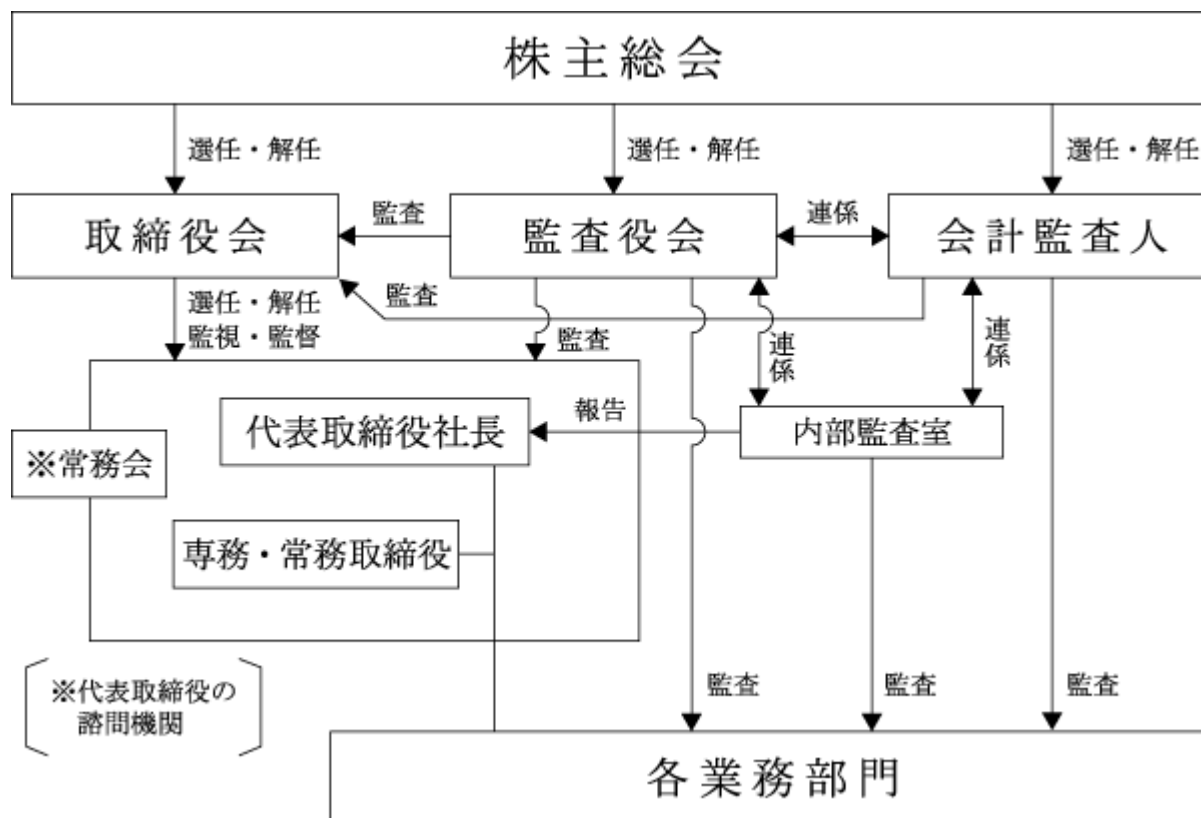 株主総会
選任・解任
選任・解任
選任・解任
取締役会
監査
監査役会
連係
会計監査人
選任・解任
監視・監督
監査
監査
連係
連係
代表取締役社長
報告
内部監査室
※常務会
専務・常務取締役
※代表取締役の
諮問機関
監査
監査
監査
各業務部門